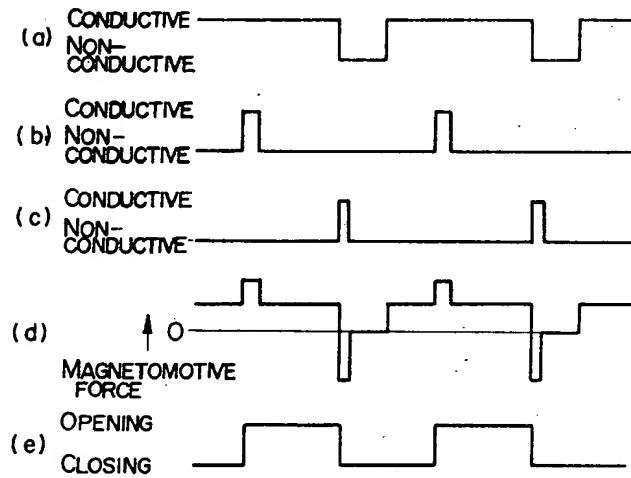 (a) CONDUCTIVE
NON-
CONDUCTIVE
(b) CONDUCTIVE
NON-
CONDUCTIVE
(c) CONDUCTIVE
NON-
CONDUCTIVE
(d) 0
MAGNETOMOTIVE
FORCE
(e) OPENING
CLOSING